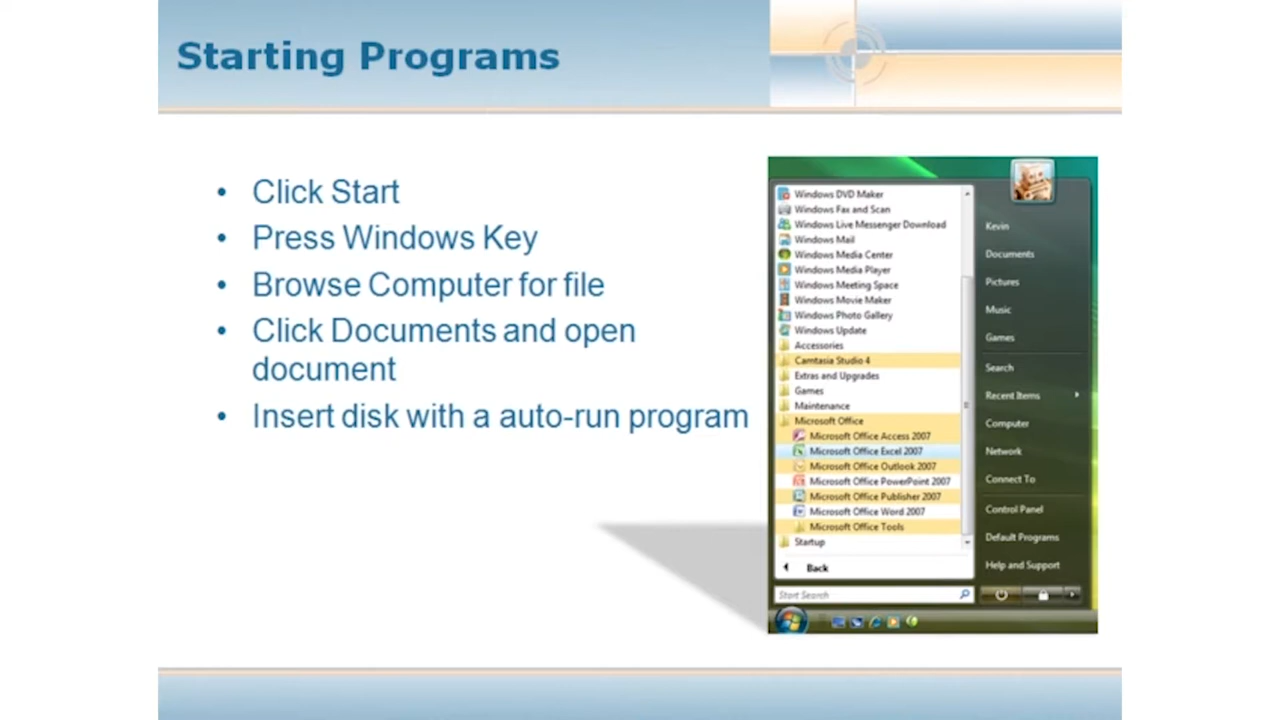 Starting Programs
• Click Start
• Press Windows Key
• Browse Computer for file
• Click Documents and open
document
• Insert disk with a auto-run program
Windows DVD Maker
Windows Fax and Scan
Windows Live Messenger Download
Windows Mail
Windows Media Center
Windows Media Player
Windows Meeting Space
Windows Movie Maker
Windows Photo Gallery
Windows Update
Accessories
Camtasia Studio 4
Extras and Upgrades
Games
Maintenance
Microsoft Office
Microsoft Office Access 2007
Microsoft Office Excel 2007
Microsoft Office Outlook 2007
Microsoft Office PowerPoint 2007
Microsoft Office Publisher 2007
Microsoft Office Word 2007
Microsoft Office Tools
Startup
Back
Start Search
Kevin
Documents
Pictures
Music
Games
Search
Recent Items
Computer
Network
Connect To
Control Panel
Default Programs
Help and Support